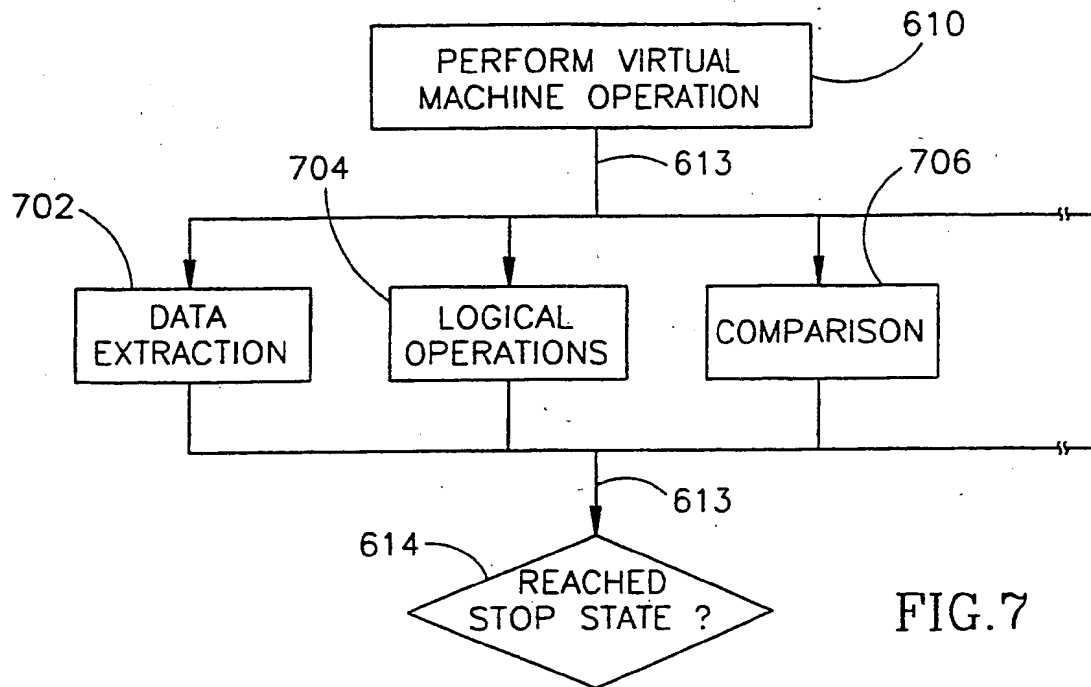 610
PERFORM VIRTUAL
MACHINE OPERATION
613
704
706
702
DATA
EXTRACTION
LOGICAL
OPERATIONS
COMPARISON
613
614
REACHED
STOP STATE ?
FIG.7